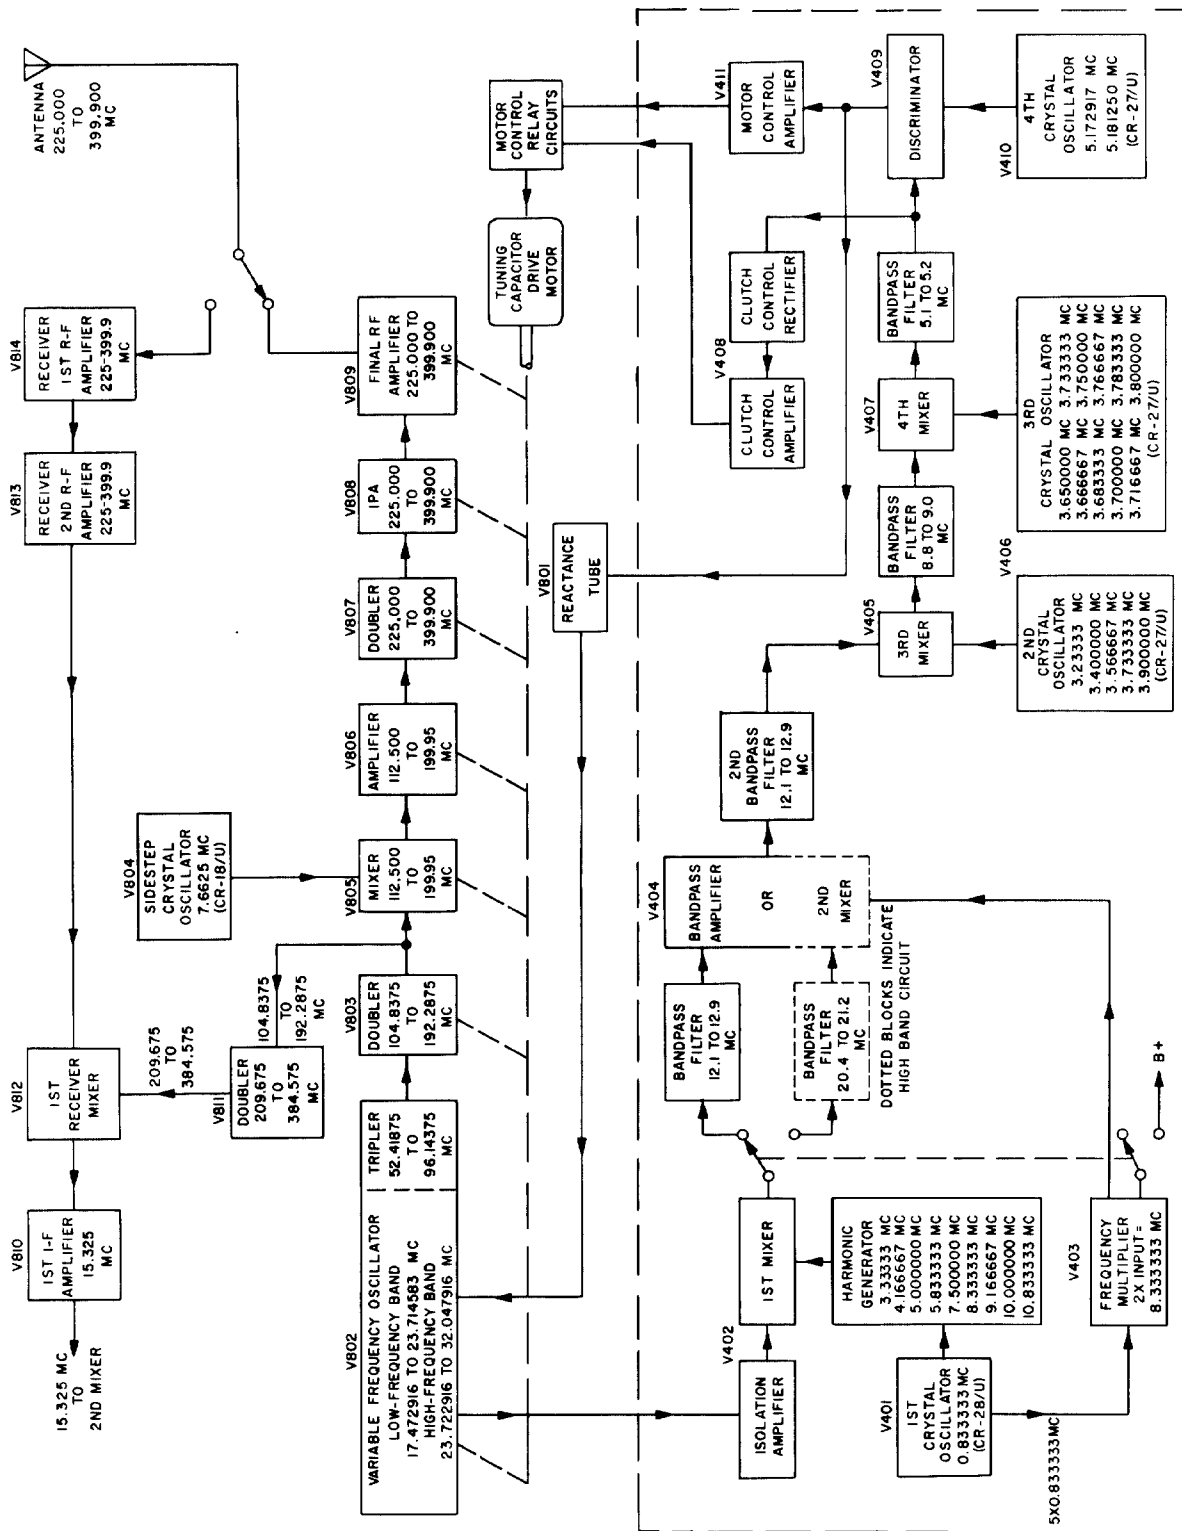 ANTENNA
225.000
TO
399.900
MC
V814
RECEIVER
1ST R-F
AMPLIFIER
225-399.9
MC
V813
RECEIVER
2ND R-F
AMPLIFIER
225-399.9
MC
V812
1ST
RECEIVER
MIXER
V810
1ST I-F
AMPLIFIER
15.325
MC
15.325 MC
TO
2ND MIXER
209.675
TO
384.575
V811
DOUBLER
209.675
TO
384.575
MC
104.8375
TO
192.2875
MC
V804
SIDESTEP
CRYSTAL
OSCILLATOR
7.6625 MC
(CR-18/U)
V802
VARIABLE FREQUENCY OSCILLATOR
LOW-FREQUENCY BAND
17.472916 TO 23.714583 MC
HIGH-FREQUENCY BAND
23.722916 TO 32.047916 MC
TRIPLER
52.41875
TO
96.14375
MC
V803
DOUBLER
104.8375
TO
192.2875
MC
V805
MIXER
112.500
TO
199.95
MC
V806
AMPLIFIER
112.500
TO
199.95
MC
V807
DOUBLER
225.000
TO
399.900
MC
V808
IPA
225.000
TO
399.900
MC
V809
FINAL RF
AMPLIFIER
225.000 TO
399.900
MC
TUNING
CAPACITOR
DRIVE
MOTOR
MOTOR
CONTROL
RELAY
CIRCUITS
V801
REACTANCE
TUBE
V402
ISOLATION
AMPLIFIER
1ST MIXER
BANDPASS
FILTER
12.1 TO 12.9
MC
BANDPASS
FILTER
20.4 TO 21.2
MC
V404
BANDPASS
AMPLIFIER
OR
2ND
MIXER
DOTTED BLOCKS INDICATE
HIGH BAND CIRCUIT
2ND
BANDPASS
FILTER
12.1 TO 12.9
MC
V408
CLUTCH
CONTROL
AMPLIFIER
CLUTCH
CONTROL
RECTIFIER
V411
MOTOR
CONTROL
AMPLIFIER
V401
1ST
CRYSTAL
OSCILLATOR
0.833333 MC
(CR-28/U)
HARMONIC
GENERATOR
3.33333 MC
4.166667 MC
5.000000 MC
5.833333 MC
7.500000 MC
8.333333 MC
9.166667 MC
10.000000 MC
10.833333 MC
V405
3RD
MIXER
BANDPASS
FILTER
8.8 TO 9.0
MC
V407
4TH
MIXER
BANDPASS
FILTER
5.1 TO 5.2
MC
V409
DISCRIMINATOR
5X0.833333MC
V403
FREQUENCY
MULTIPLIER
2X INPUT=
8.333333 MC
B+
2ND
CRYSTAL
OSCILLATOR
3.23333 MC
3.400000 MC
3.566667 MC
3.733333 MC
3.900000 MC
(CR-27/U)
V406
3RD
CRYSTAL OSCILLATOR
3.650000 MC 3.733333 MC
3.666667 MC 3.750000 MC
3.683333 MC 3.766667 MC
3.700000 MC 3.783333 MC
3.716667 MC 3.800000 MC
(CR-27/U)
V410
4TH
CRYSTAL
OSCILLATOR
5.172917 MC
5.181250 MC
(CR-27/U)